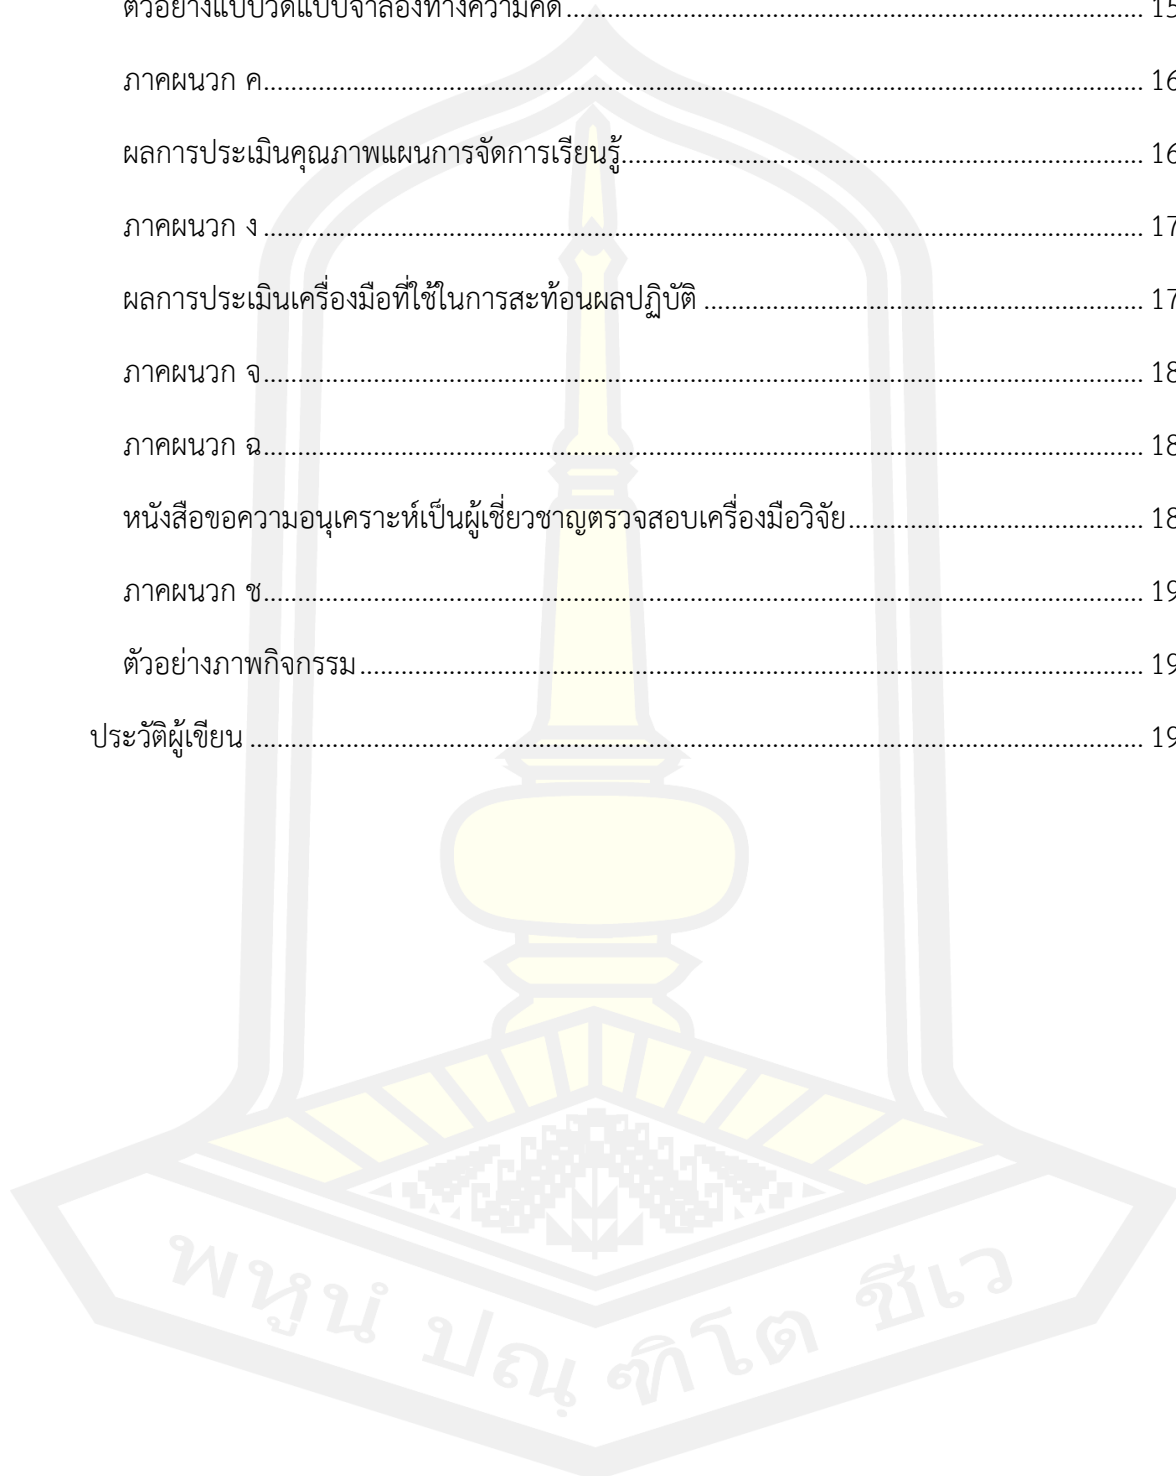 ตัวอย่างแบบวัดแบบจำลองทางความคิด........................................ 15
ภาคผนวก ค........................................ 16
ผลการประเมินคุณภาพแผนการจัดการเรียนรู้........................................ 16
ภาคผนวก ง........................................ 17
ผลการประเมินเครื่องมือที่ใช้ในการสะท้อนผลปฏิบัติ........................................ 17
ภาคผนวก จ........................................ 18
ภาคผนวก ฉ........................................ 18
หนังสือขอความอนุเคราะห์เป็นผู้เชี่ยวชาญตรวจสอบเครื่องมือวิจัย........................................ 18
ภาคผนวก ช........................................ 19
ตัวอย่างภาพกิจกรรม........................................ 19
ประวัติผู้เขียน........................................ 19
พหูนํ ปณฺฑิโต ชีเว